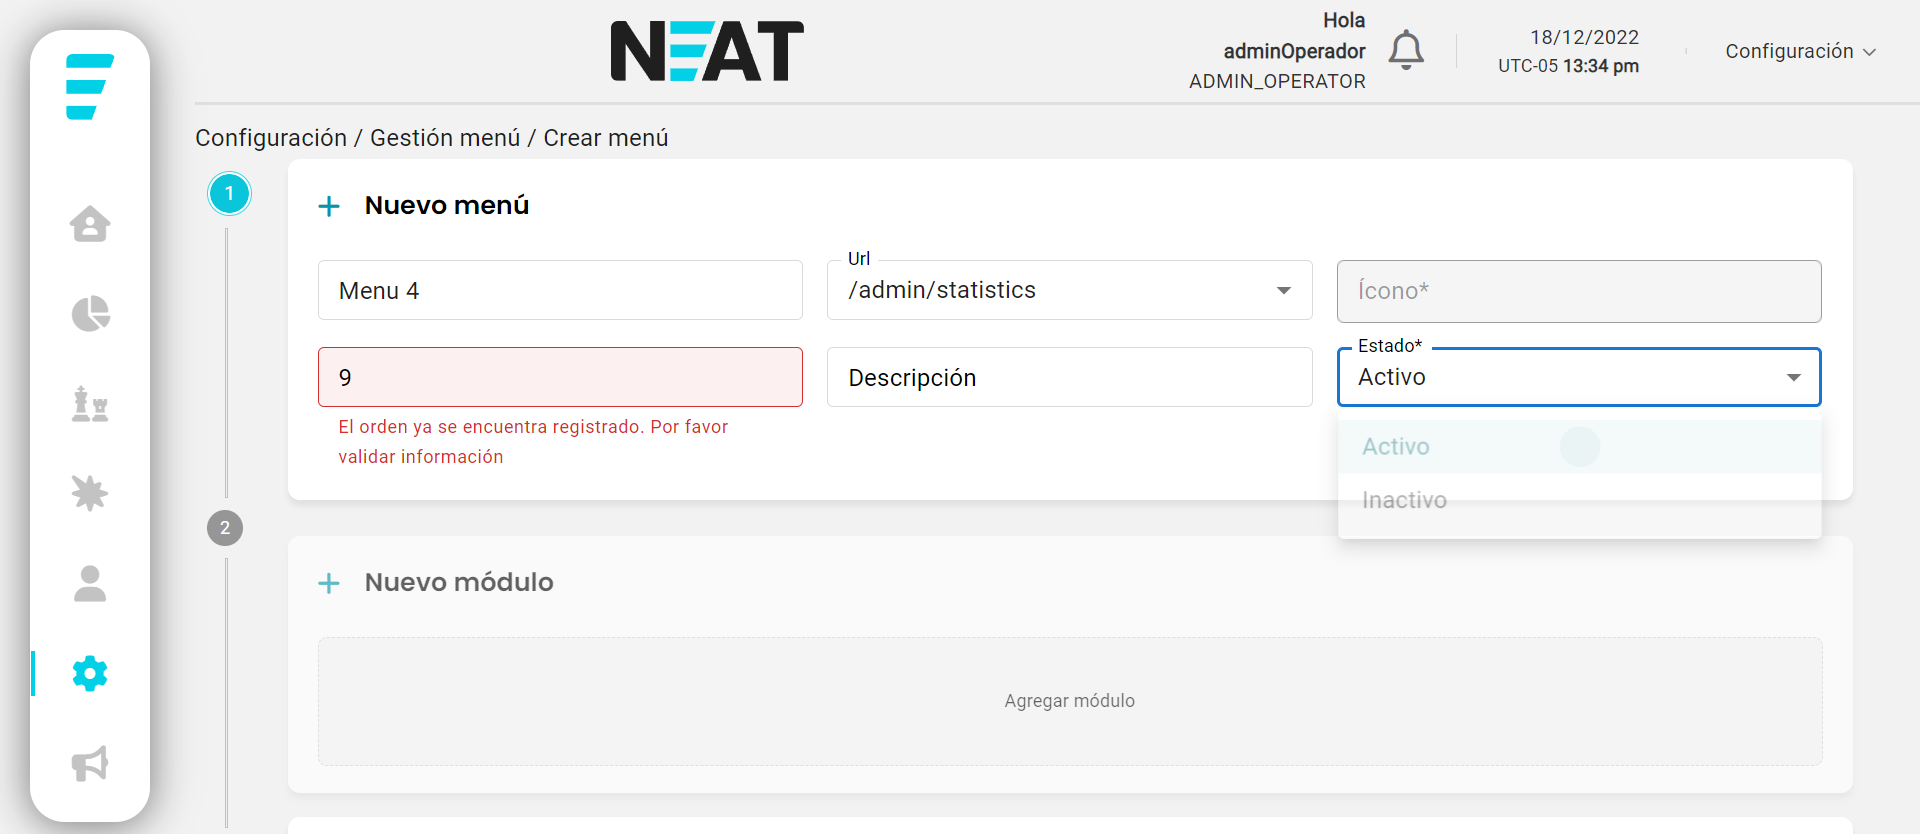 NEAT
Hola
adminOperador
ADMIN_OPERATOR
18/12/2022
UTC-05 13:34 pm
Configuración
Configuración / Gestión menú / Crear menú
1
Nuevo menú
Menu 4
Url
/admin/statistics
Ícono*
9
El orden ya se encuentra registrado. Por favor
validar información
Descripción
Estado*
Activo
Activo
Inactivo
2
Nuevo módulo
Agregar módulo